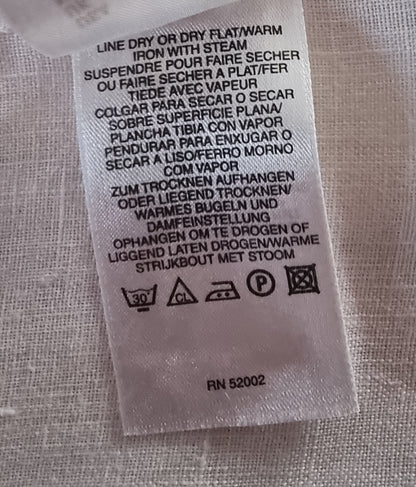 LINE DRY OR DRY FLAT/WARM
IRON WITH STEAM
SUSPENDRE POUR FAIRE SECHER
OU FAIRE SECHER A PLAT/FER
TIEDE AVEC VAPEUR
COLGAR PARA SECAR O SECAR
SOBRE SUPERFICIE PLANA/
PLANCHA TIBIA CON VAPOR
PENDURAR PARA ENXUGAR O
SECAR A LISO/FERRO MORNO
COM VAPOR
ZUM TROCKNEN AUFHANGEN
ODER LIEGEND TROCKNEN/
WARMES BUGELN UND
DAMFEINSTELLUNG
OPHANGEN OM TE DROGEN OF
LIGGEND LATEN DROGEN/WARME
STRIJKBOUT MET STOOM
30° CL P
RN 52002